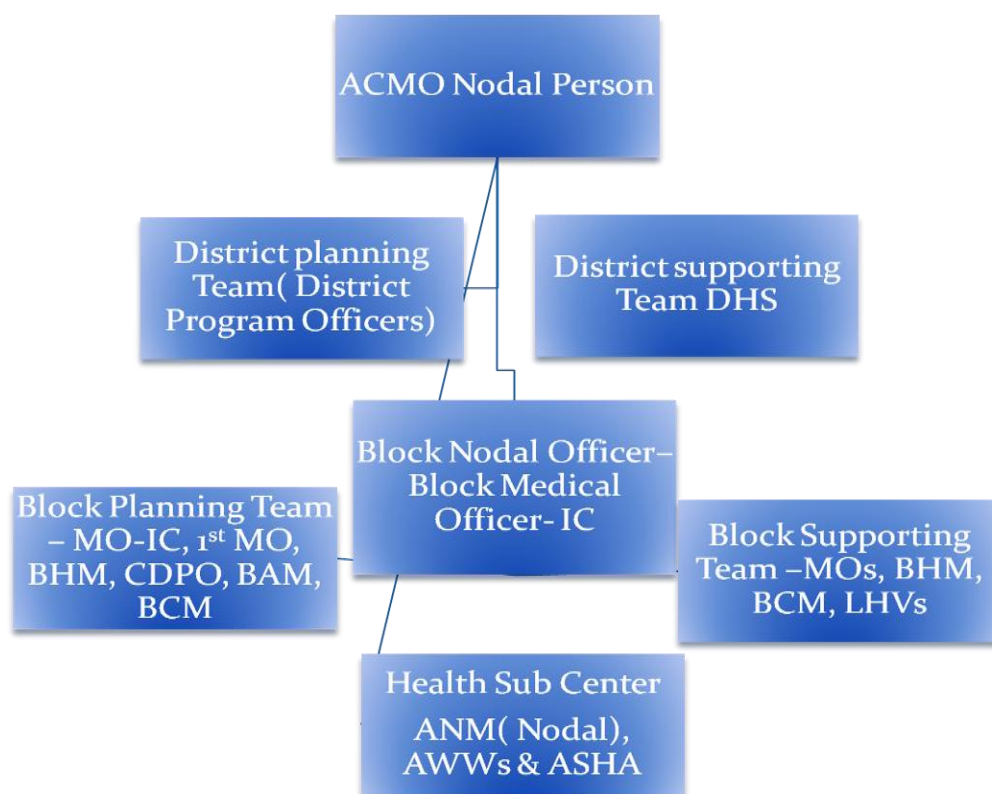 ACMO Nodal Person
District planning
Team( District
Program Officers)
District supporting
Team DHS
Block Nodal Officer–
Block Medical
Officer- IC
Block Planning Team
– MO-IC, 1st MO,
BHM, CDPO, BAM,
BCM
Block Supporting
Team –MOs, BHM,
BCM, LHVs
Health Sub Center
ANM( Nodal),
AWWs & ASHA